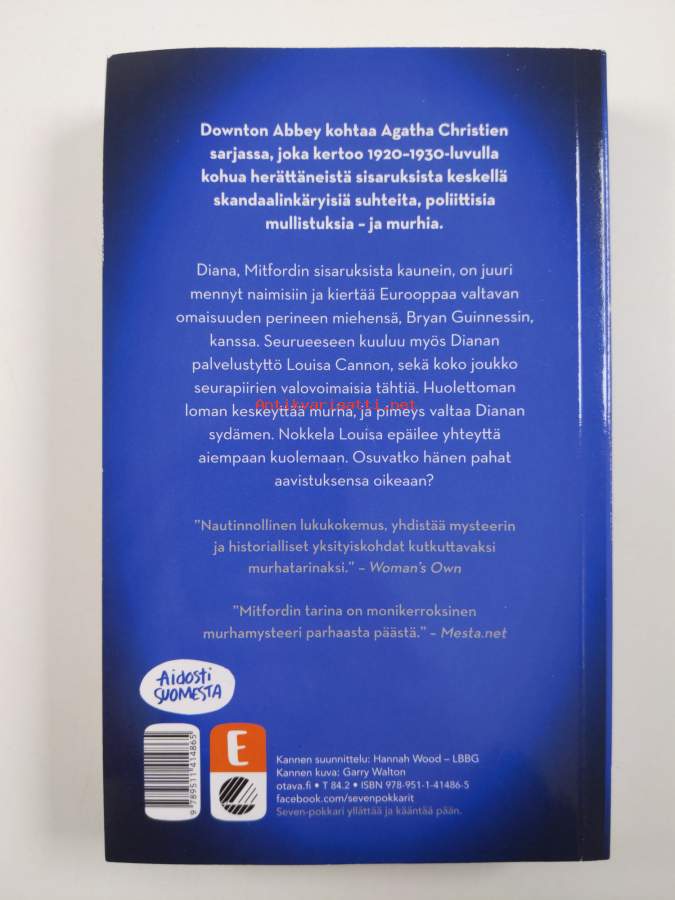 Downton Abbey kohtaa Agatha Christien
sarjassa, joka kertoo 1920–1930-luvulla
kohua herättäneistä sisaruksista keskellä
skandaalinkäryisiä suhteita, poliittisia
mullistuksia – ja murhia.
Diana, Mitfordin sisaruksista kaunein, on juuri
mennyt naimisiin ja kiertää Eurooppaa valtavan
omaisuuden perineen miehensä, Bryan Guinnessin,
kanssa. Seurueeseen kuuluu myös Dianan
palvelustyttö Louisa Cannon, sekä koko joukko
seurapiirien valovoimaisia tähtiä. Huolettoman
Antikvariaatti.net
loman keskeyttää murha, ja pimeys valtaa Dianan
sydämen. Nokkela Louisa epäilee yhteyttä
aiempaan kuolemaan. Osuvatko hänen pahat
aavistuksensa oikeaan?
"Nautinnollinen lukukokemus, yhdistää mysteerin
ja historialliset yksityiskohdat kutkuttavaksi
murhatarinaksi." – Woman's Own
"Mitfordin tarina on monikerroksinen
murhamysteeri parhaasta päästä." – Mesta.net
Aidosti
SUOMESTA
9 789511 414865
E
Kannen suunnittelu: Hannah Wood – LBBG
Kannen kuva: Garry Walton
otava.fi • T 84.2 • ISBN 978-951-1-41486-5
facebook.com/sevenpokkarit
Seven-pokkari yllättää ja kääntää pään.